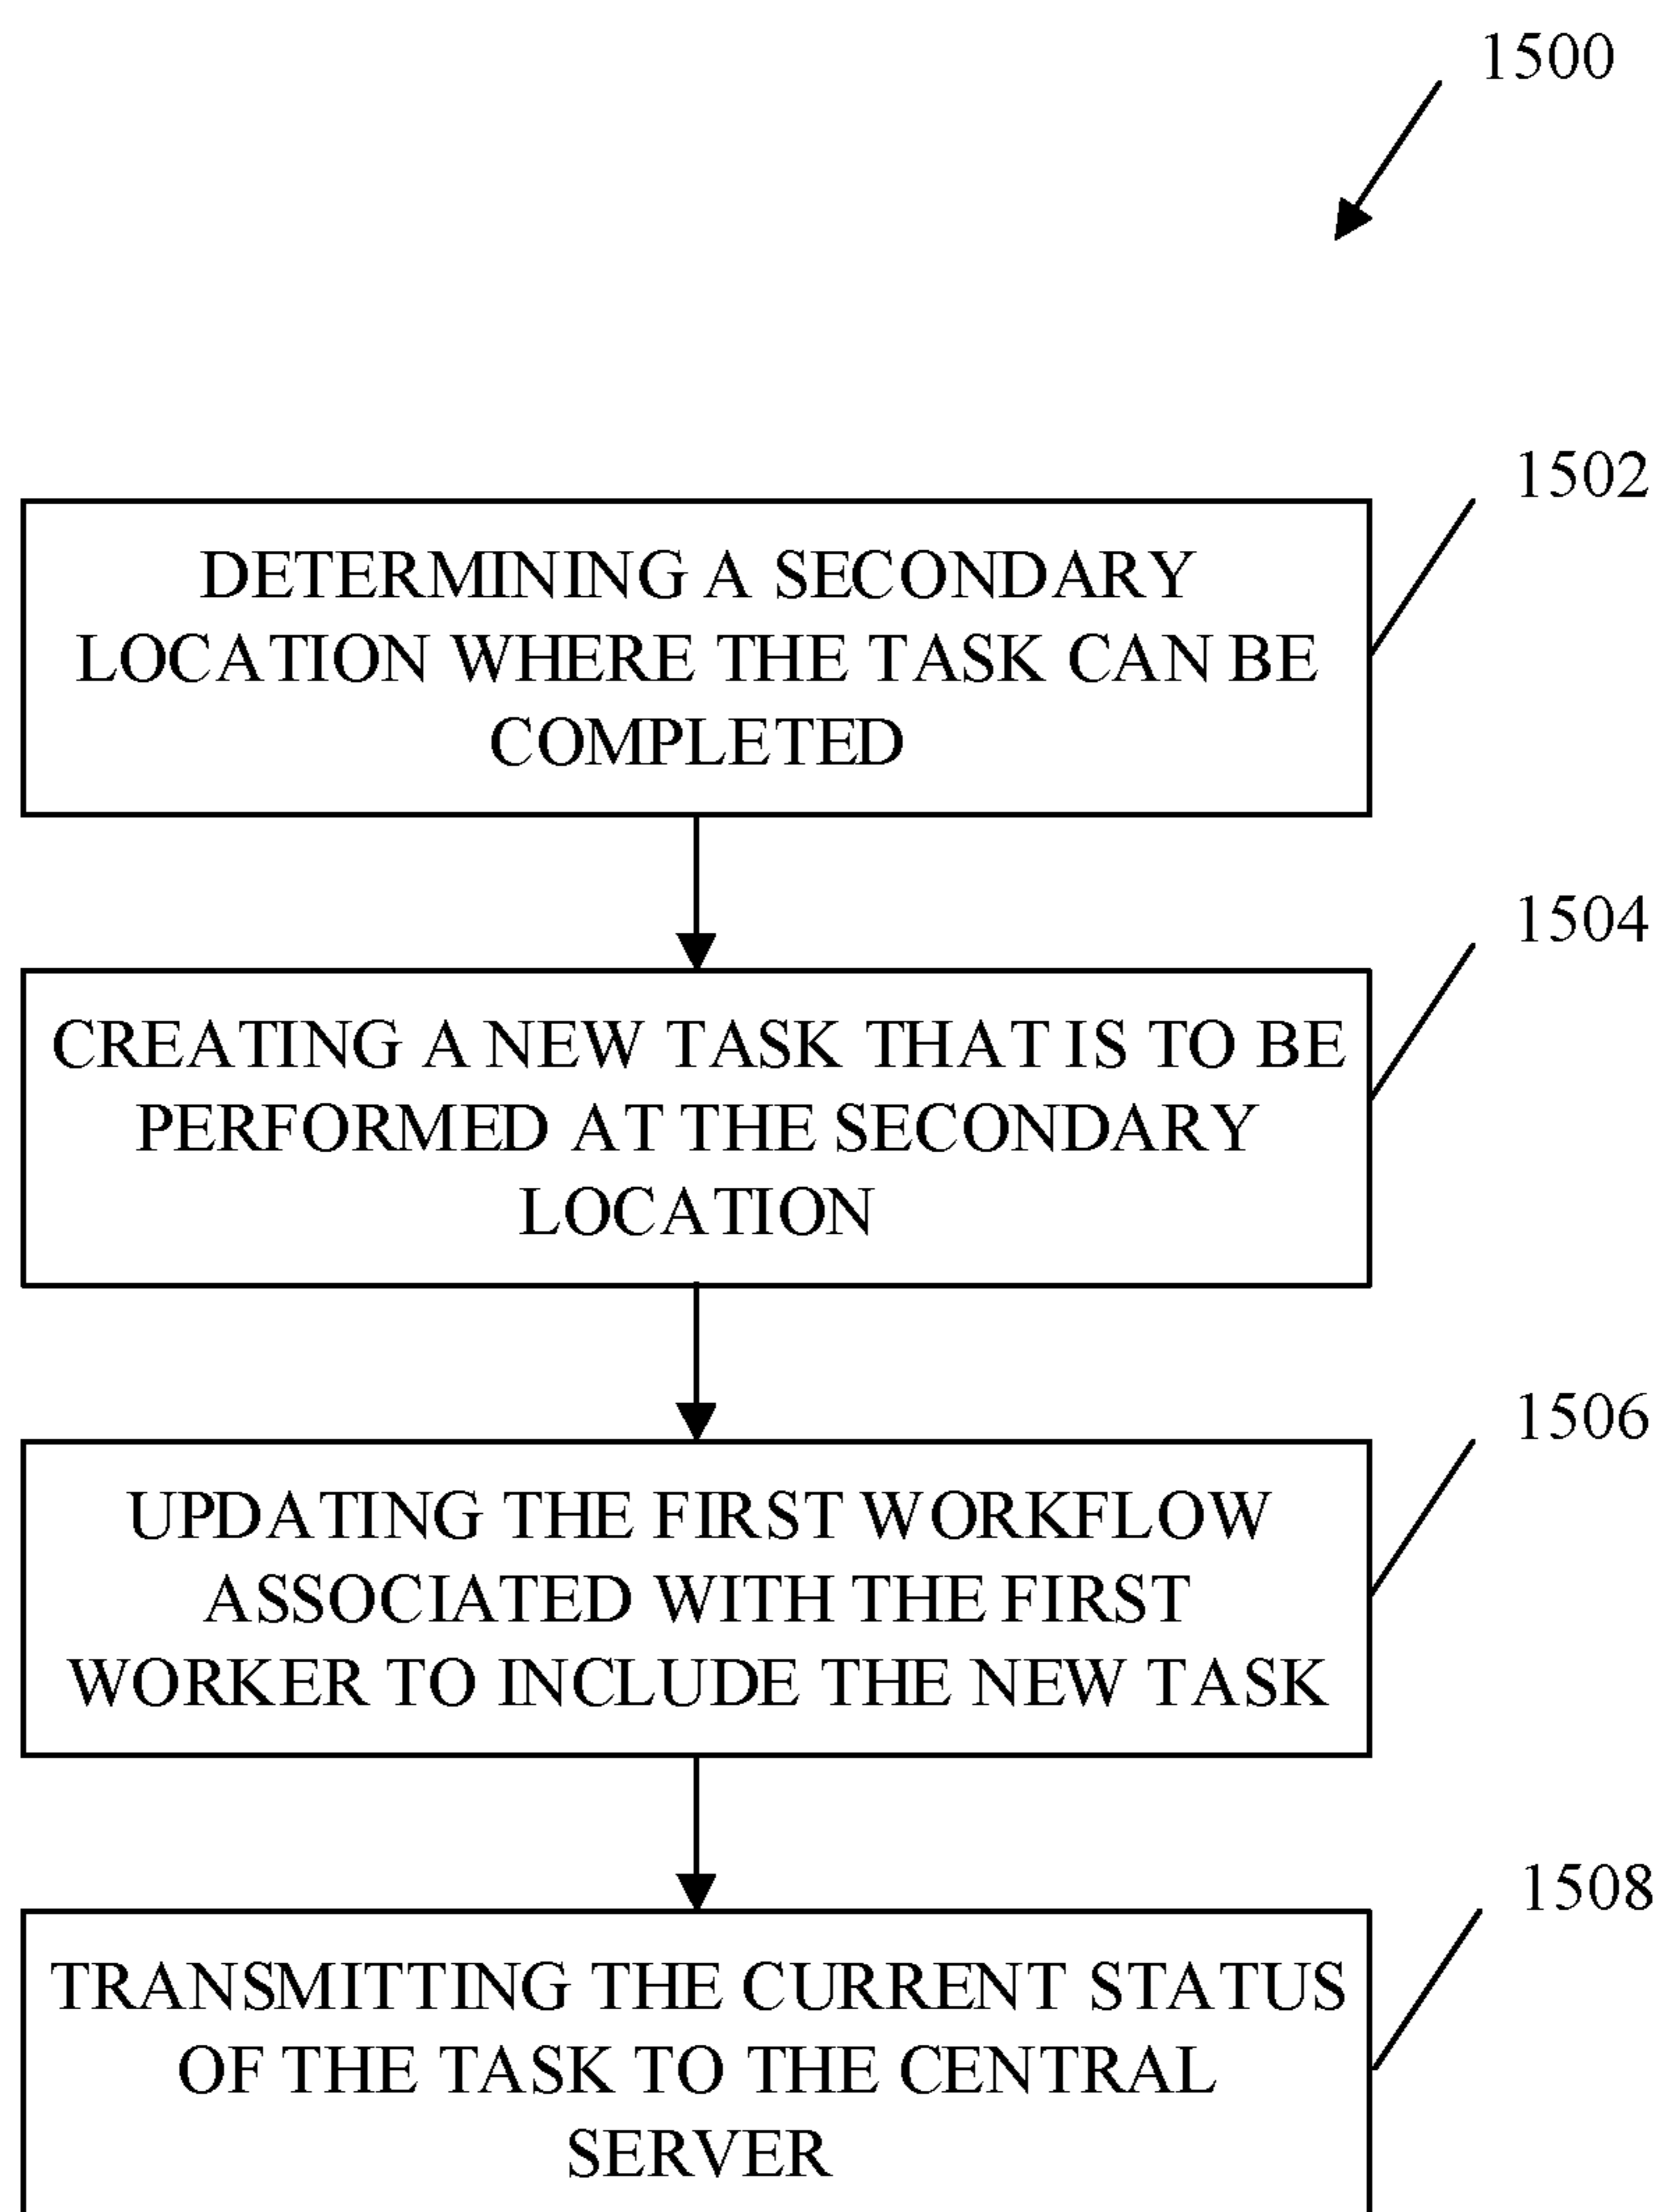 1500
1502
DETERMINING A SECONDARY
LOCATION WHERE THE TASK CAN BE
COMPLETED
1504
CREATING A NEW TASK THAT IS TO BE
PERFORMED AT THE SECONDARY
LOCATION
1506
UPDATING THE FIRST WORKFLOW
ASSOCIATED WITH THE FIRST
WORKER TO INCLUDE THE NEW TASK
1508
TRANSMITTING THE CURRENT STATUS
OF THE TASK TO THE CENTRAL
SERVER